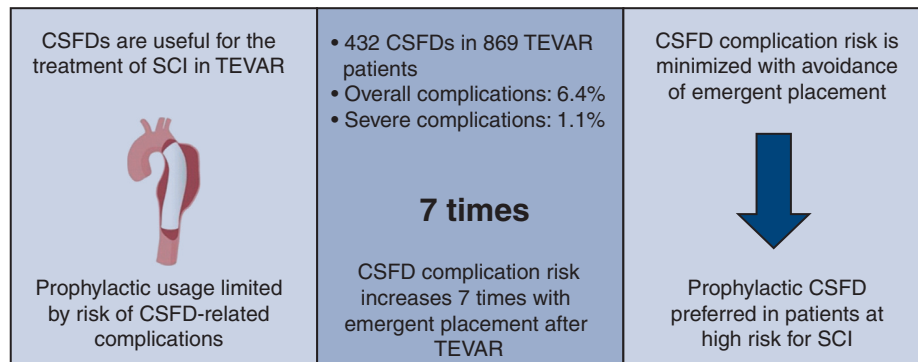 CSFDs are useful for the
treatment of SCI in TEVAR
Prophylactic usage limited
by risk of CSFD-related
complications
• 432 CSFDs in 869 TEVAR
patients
• Overall complications: 6.4%
• Severe complications: 1.1%
7 times
CSFD complication risk
increases 7 times with
emergent placement after
TEVAR
CSFD complication risk is
minimized with avoidance
of emergent placement
Prophylactic CSFD
preferred in patients at
high risk for SCI